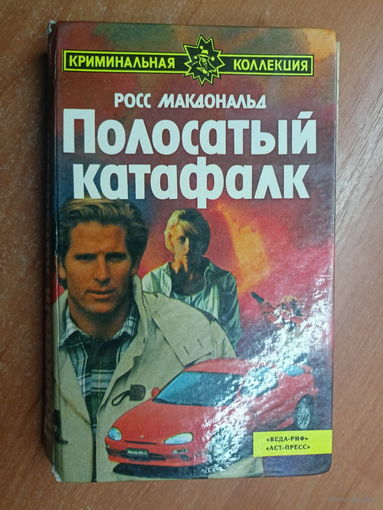 КРИМИНАЛЬНАЯ КОЛЛЕКЦИЯ
РОСС МАКДОНАЛЬД
Полосатый
катафалк
«ВЕДА-РИФ»
«АСТ-ПРЕСС»